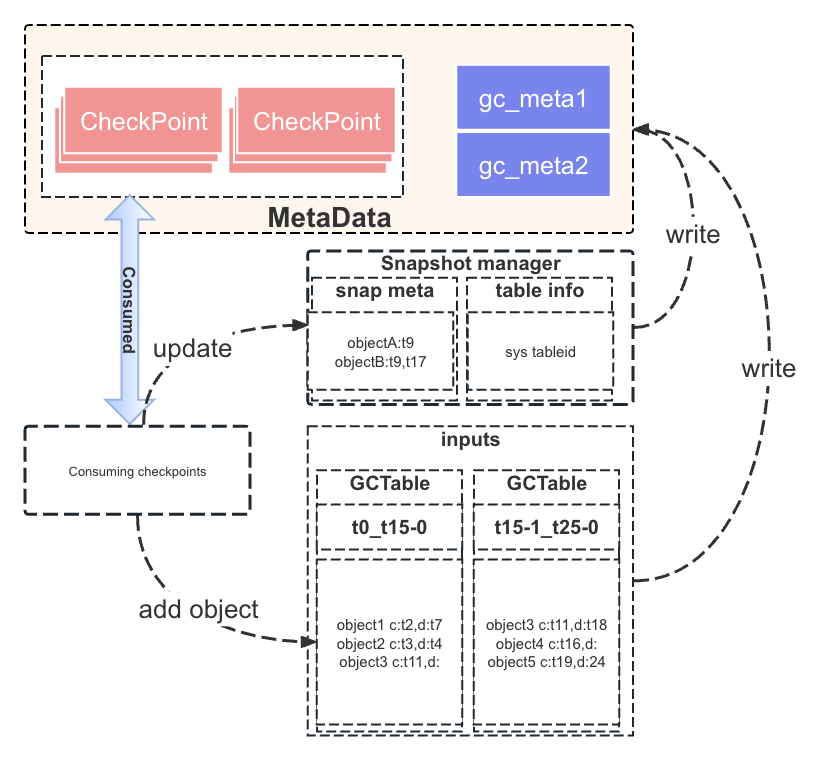 CheckPoint
CheckPoint
gc_meta1
gc_meta2
MetaData
write
Snapshot manager
snap meta
table info
Consumed
update
objectA:t9
objectB:t9,t17
sys tableid
write
inputs
Consuming checkpoints
GCTable
GCTable
t0_t15-0
t15-1_t25-0
add object
object1 c:t2,d:t7
object2 c:t3,d:t4
object3 c:t11,d:
object3 c:t11,d:t18
object4 c:t16,d:
object5 c:t19,d:24